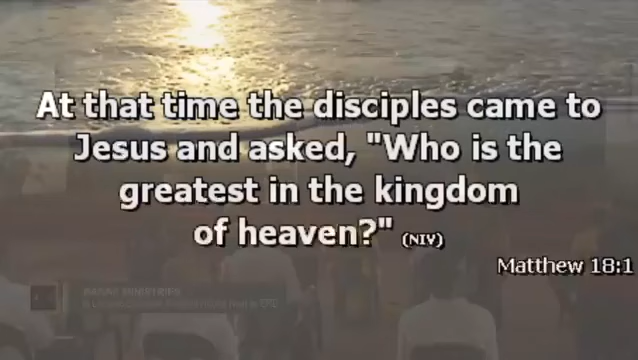 At that time the disciples came to
Jesus and asked, "Who is the
greatest in the kingdom
of heaven?" (NIV)
Matthew 18:1
MINISTRIES